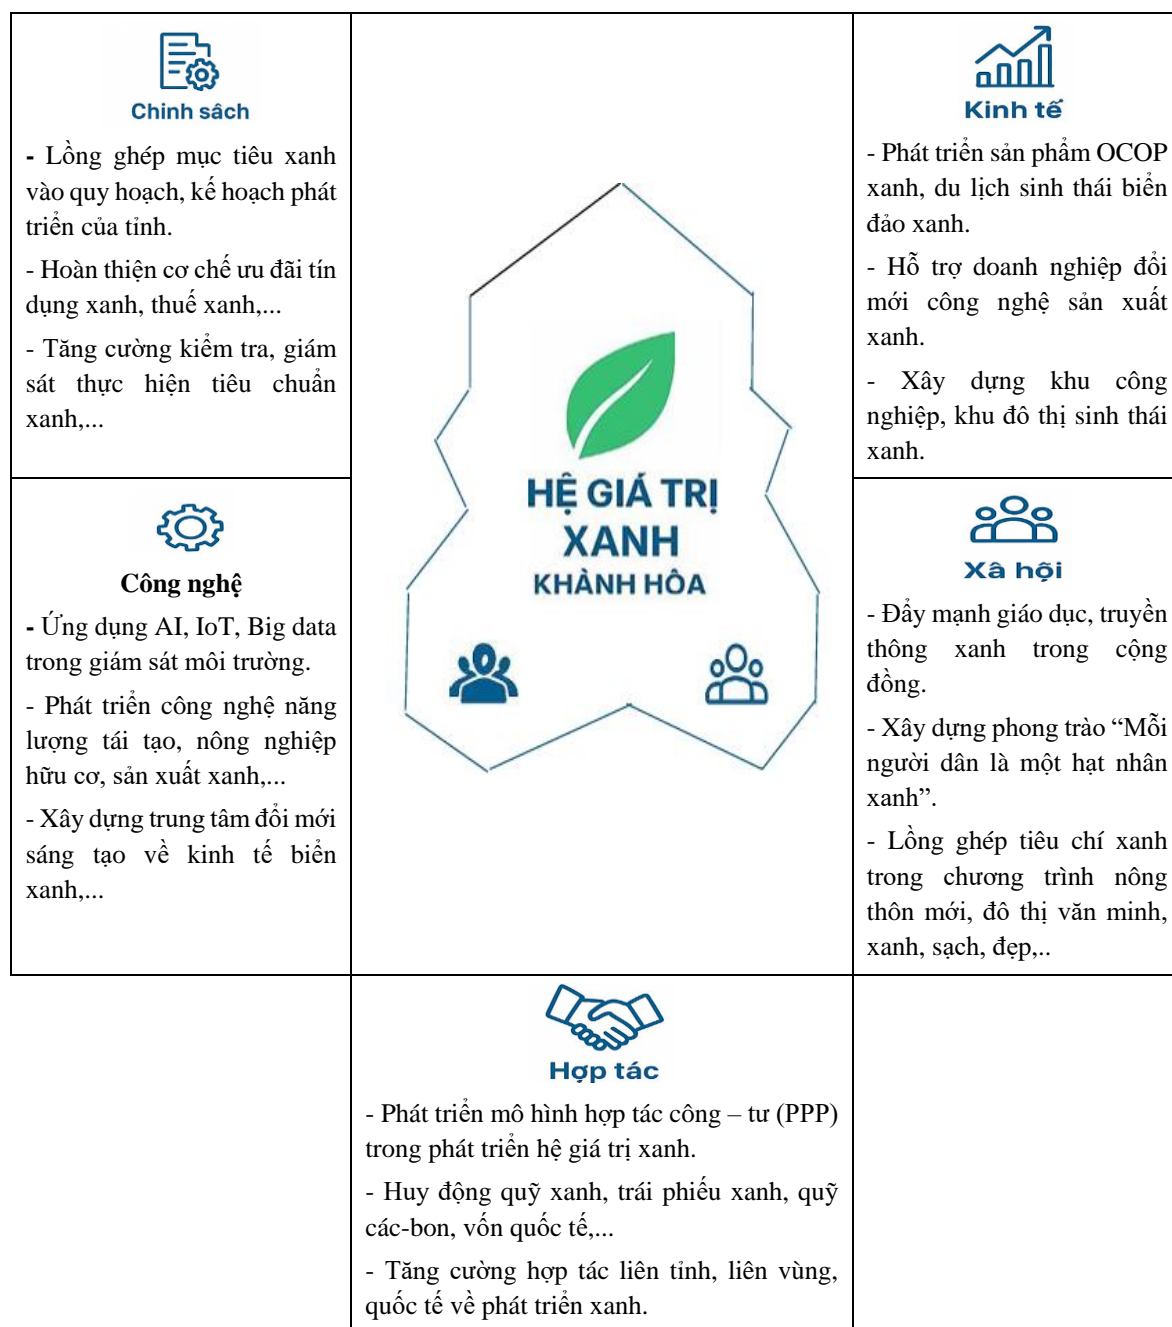 Chinh sách
- Lồng ghép mục tiêu xanh
vào quy hoạch, kế hoạch phát
triển của tỉnh.
- Hoàn thiện cơ chế ưu đãi tín
dụng xanh, thuế xanh,...
- Tăng cường kiểm tra, giám
sát thực hiện tiêu chuẩn
xanh,...
Kinh tế
- Phát triển sản phẩm OCOP
xanh, du lịch sinh thái biển
đảo xanh.
- Hỗ trợ doanh nghiệp đổi
mới công nghệ sản xuất
xanh.
- Xây dựng khu công
nghiệp, khu đô thị sinh thái
xanh.
HỆ GIÁ TRỊ
XANH
KHÀNH HÔA
Công nghệ
- Ứng dụng AI, IoT, Big data
trong giám sát môi trường.
- Phát triển công nghệ năng
lượng tái tạo, nông nghiệp
hữu cơ, sản xuất xanh,...
- Xây dựng trung tâm đổi mới
sáng tạo về kinh tế biển
xanh,...
Xã hội
- Đẩy mạnh giáo dục, truyền
thông xanh trong cộng
đồng.
- Xây dựng phong trào “Mỗi
người dân là một hạt nhân
xanh”.
- Lồng ghép tiêu chí xanh
trong chương trình nông
thôn mới, đô thị văn minh,
xanh, sạch, đẹp,..
Hợp tác
- Phát triển mô hình hợp tác công – tư (PPP)
trong phát triển hệ giá trị xanh.
- Huy động quỹ xanh, trái phiếu xanh, quỹ
các-bon, vốn quốc tế,...
- Tăng cường hợp tác liên tỉnh, liên vùng,
quốc tế về phát triển xanh.